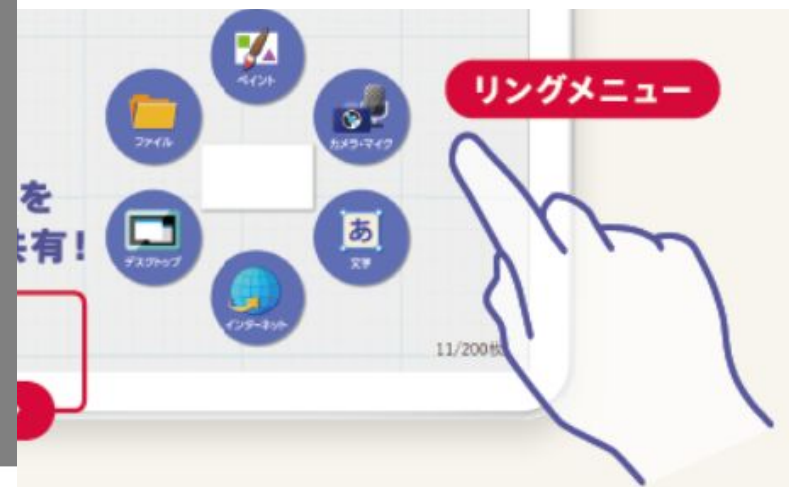 ペイント
リングメニュー
ファイル
カメラ・マイク
を
有!
デスクトップ
あ
文字
インターネット
11/200枚